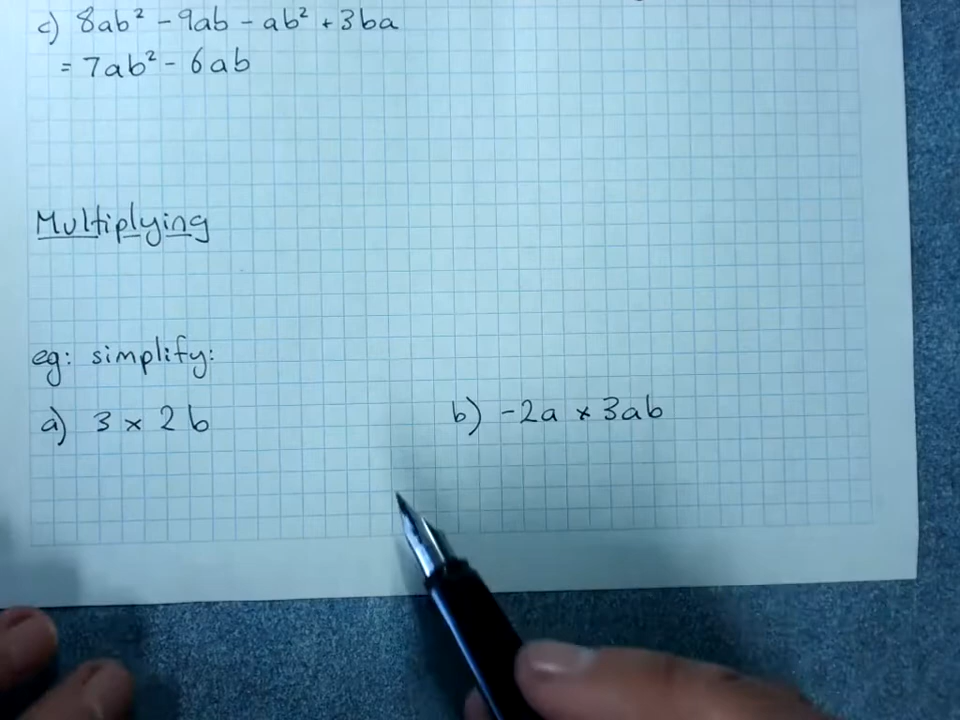 c) 8ab² - 9ab - ab² + 3ba
= 7ab² - 6ab
Multiplying
eg: simplify:
a) 3 × 2b
b) -2a × 3ab